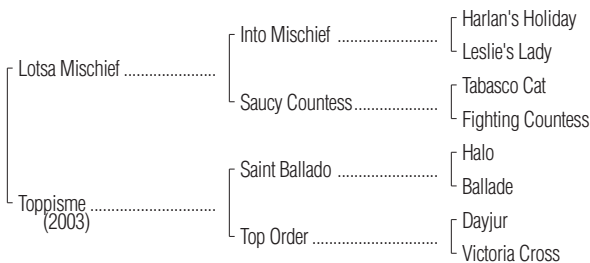 Harlan's Holiday
Into Mischief ....................
Leslie's Lady
Lotsa Mischief ...................
Tabasco Cat
Saucy Countess.................
Fighting Countess
Halo
Saint Ballado ....................
Ballade
Toppisme .........................
(2003)
Dayjur
Top Order .........................
Victoria Cross